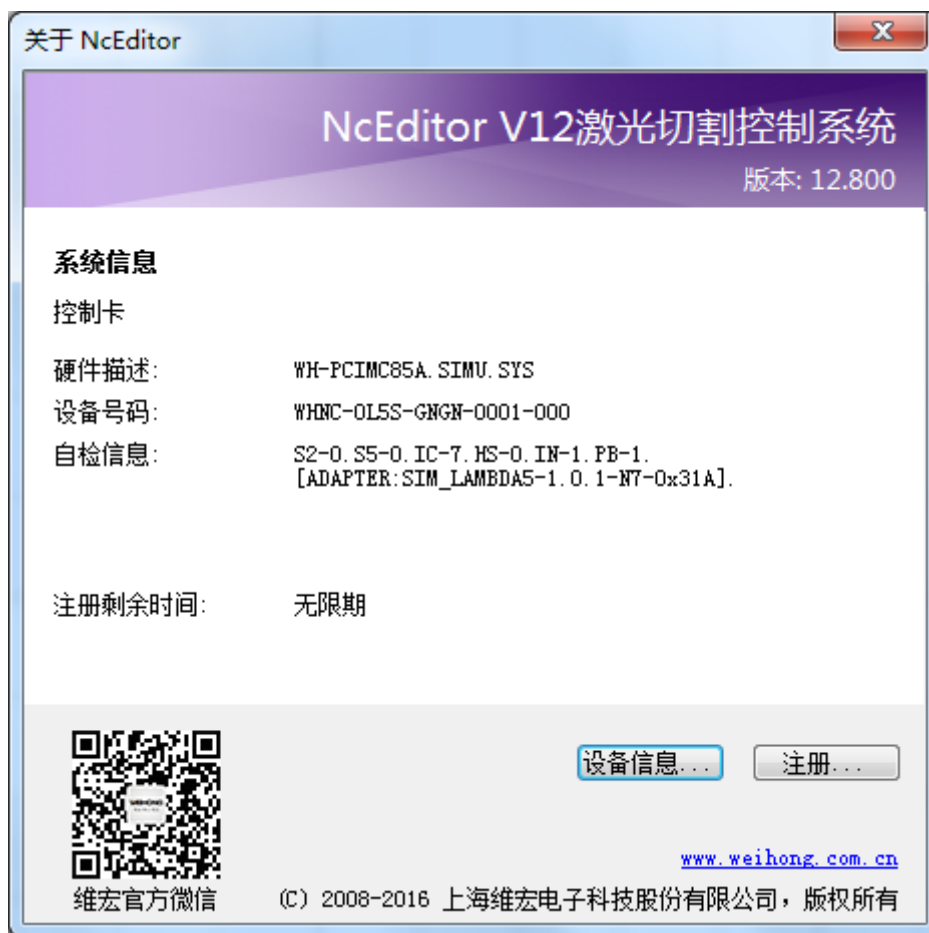 关于 NcEditor
NcEditor V12激光切割控制系统
版本: 12.800
系统信息
控制卡
硬件描述: WH-PCIMC85A.SIMU.SYS
设备号码: WHNC-0L5S-GNGN-0001-000
自检信息: S2-0.S5-0.IC-7.HS-0.IN-1.PB-1.
[ADAPTER:SIM_LAMBDA5-1.0.1-N7-0x31A].
注册剩余时间: 无限期
设备信息... 注册...
WEIHONG
www.weihong.com.cn
维宏官方微信 (C) 2008-2016 上海维宏电子科技股份有限公司，版权所有